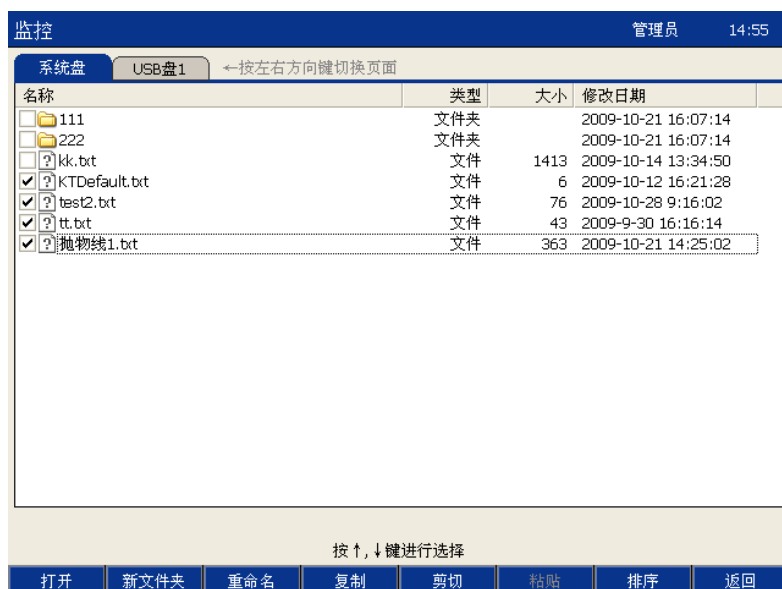 监控 管理员 14:55
系统盘 USB盘1 ←按左右方向键切换页面
名称 类型 大小 修改日期
111 文件夹 2009-10-21 16:07:14
222 文件夹 2009-10-21 16:07:14
kk.txt 文件 1413 2009-10-14 13:34:50
KTDefault.txt 文件 6 2009-10-12 16:21:28
test2.txt 文件 76 2009-10-28 9:16:02
tt.txt 文件 43 2009-9-30 16:16:14
抛物线1.txt 文件 363 2009-10-21 14:25:02
按↑,↓键进行选择
打开 新文件夹 重命名 复制 剪切 粘贴 排序 返回